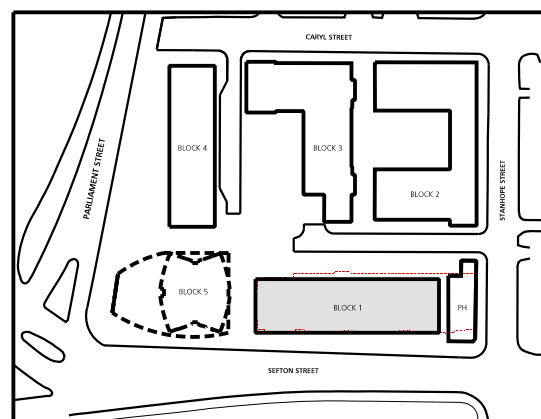 CARYL STREET
BLOCK 4
BLOCK 3
PARLIAMENT STREET
STANHOPE STREET
BLOCK 2
BLOCK 5
BLOCK 1
PH
SEFTON STREET